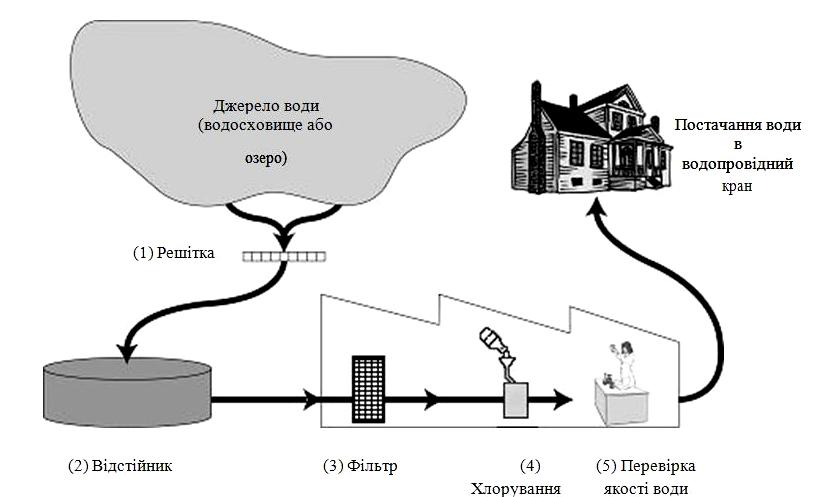 Джерело води
(водосховище або
озеро)
Постачання води
в
водопровідний
кран
(1) Решітка
(2) Відстійник
(3) Фільтр
(4)
Хлорування
(5) Перевірка
якості води